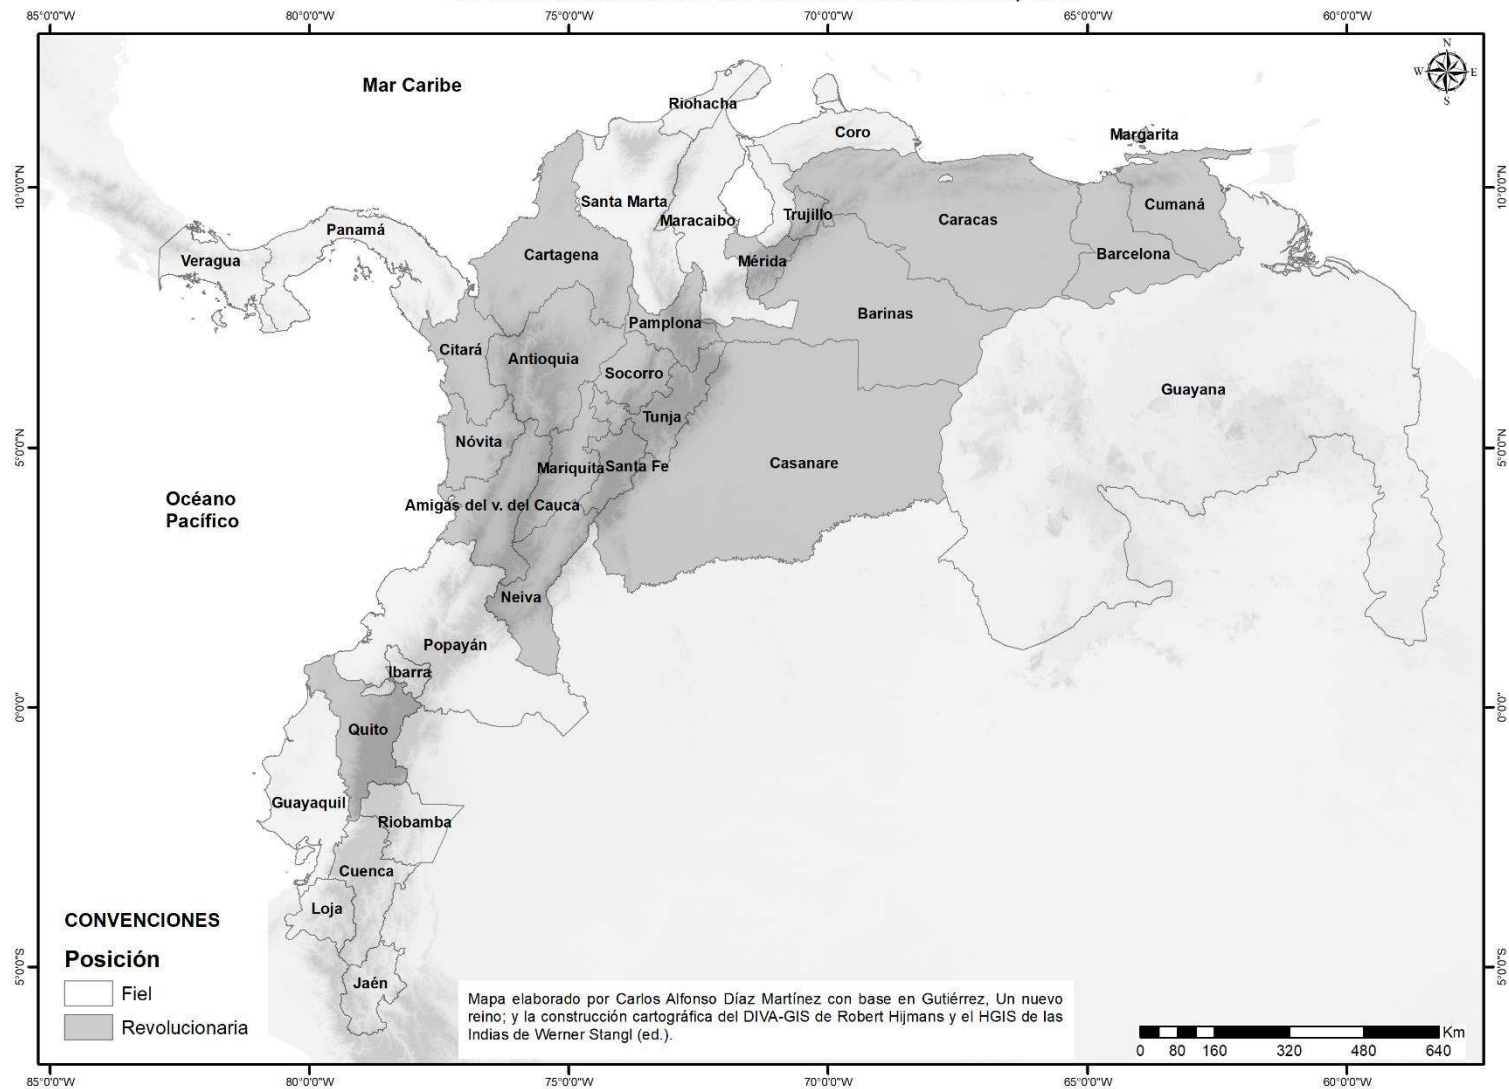 85°0'0"W 80°0'0"W 75°0'0"W 70°0'0"W 65°0'0"W 60°0'0"W
N
W E
S
Mar Caribe
Riohacha
Coro
Margarita
10°0'0"N 10°0'0"N
Santa Marta
Maracaibo
Trujillo
Caracas
Cumaná
Panamá
Veragua
Cartagena
Mérida
Barcelona
Pamplona
Barinas
Citará
Antioquia
Socorro
Guayana
Tunja
5°0'0"N 5°0'0"N
Nóvita
Mariquita
Santa Fe
Casanare
Océano
Pacífico
Amigas del v. del Cauca
Neiva
Popayán
Ibarra
0°0'0" 0°0'0"
Quito
Guayaquil
Riobamba
Cuenca
Loja
Jaén
5°0'0"S 5°0'0"S
CONVENCIONES
Posición
Fiel
Revolucionaria
Mapa elaborado por Carlos Alfonso Díaz Martínez con base en Gutiérrez, Un nuevo
reino; y la construcción cartográfica del DIVA-GIS de Robert Hijmans y el HGIS de las
Indias de Werner Stangl (ed.).
Km
0 80 160 320 480 640
85°0'0"W 80°0'0"W 75°0'0"W 70°0'0"W 65°0'0"W 60°0'0"W